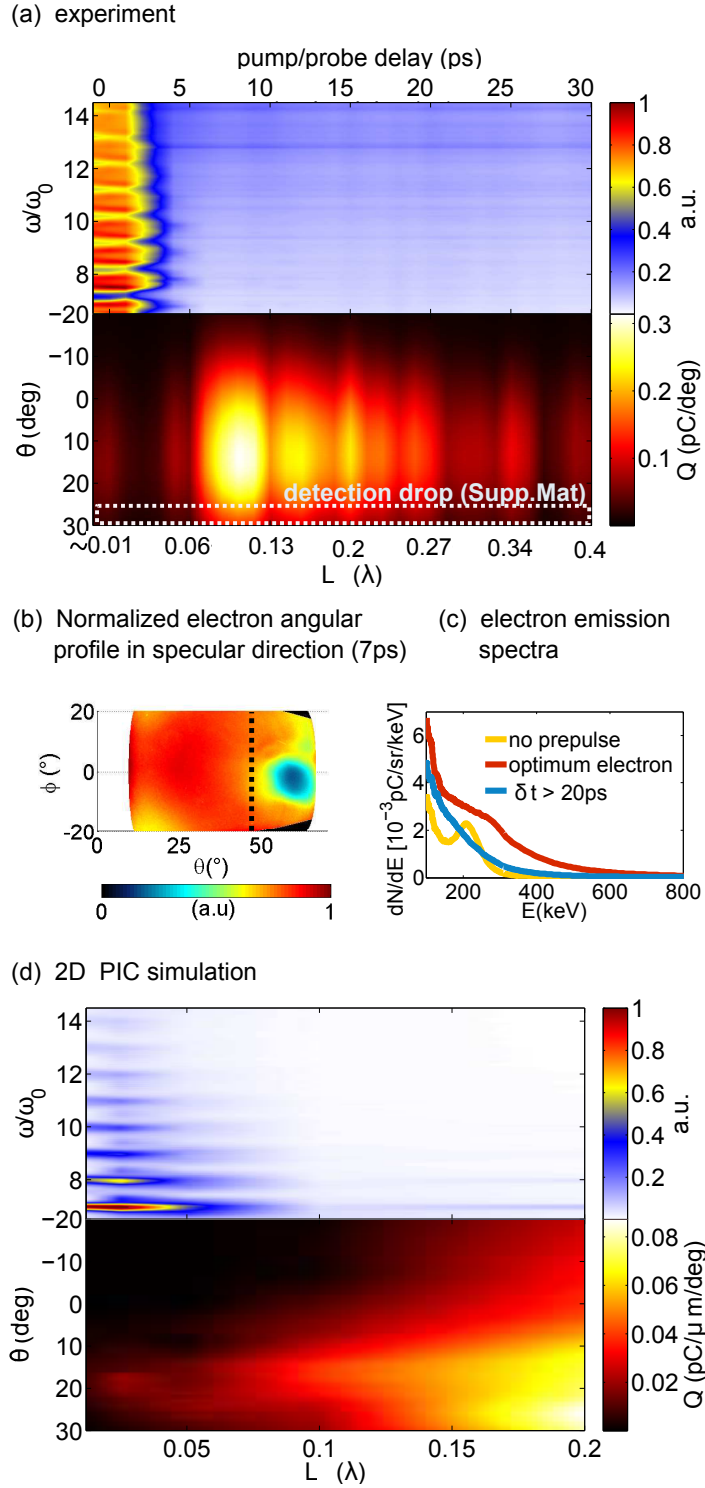 (a) experiment
pump/probe delay (ps)
0 5 10 15 20 25 30
14
12
10
8
ω/ω0
1
0.8
0.6
0.4
0.2
a.u.
−20
−10
0
10
20
30
θ (deg)
0.3
0.2
0.1
Q (pC/deg)
detection drop (Supp.Mat)
~0.01 0.06 0.13 0.2 0.27 0.34 0.4
L (λ)
(b) Normalized electron angular
profile in specular direction (7ps)
(c) electron emission
spectra
20
0
-20
ϕ (°)
0 25 50
θ(°)
0 (a.u) 1
6
4
2
0
dN/dE [10⁻³pC/sr/keV]
no prepulse
optimum electron
δ t > 20ps
200 400 600 800
E(keV)
(d) 2D PIC simulation
14
12
10
8
ω/ω0
1
0.8
0.6
0.4
0.2
a.u.
−20
−10
0
10
20
30
θ (deg)
0.08
0.06
0.04
0.02
Q (pC/μ m/deg)
0.05 0.1 0.15 0.2
L (λ)